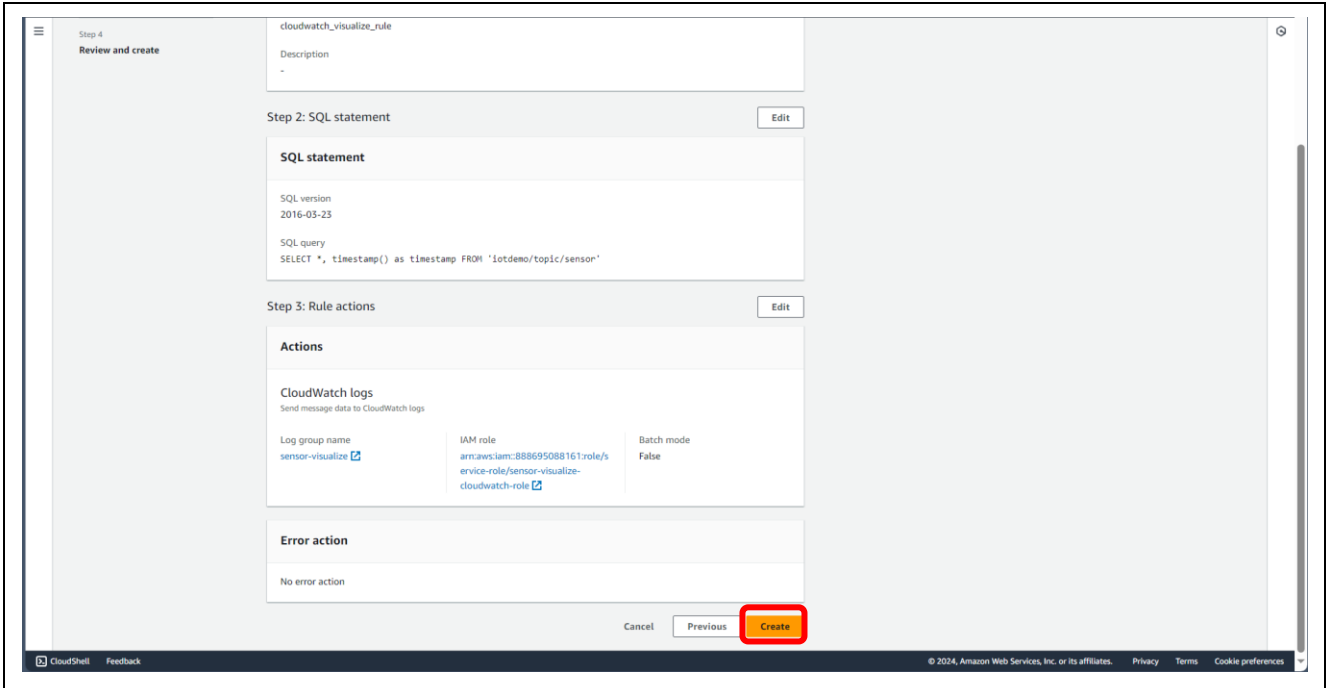 Step 4
Review and create
cloudwatch_visualize_rule
Description
-
Step 2: SQL statement
Edit
SQL statement
SQL version
2016-03-23
SQL query
SELECT *, timestamp() as timestamp FROM 'iotdemo/topic/sensor'
Step 3: Rule actions
Edit
Actions
CloudWatch logs
Send message data to CloudWatch logs
Log group name
sensor-visualize
IAM role
arn:aws:iam::888695088161:role/s
ervice-role/sensor-visualize-
cloudwatch-role
Batch mode
False
Error action
No error action
Cancel
Previous
Create
CloudShell
Feedback
© 2024, Amazon Web Services, Inc. or its affiliates.
Privacy
Terms
Cookie preferences